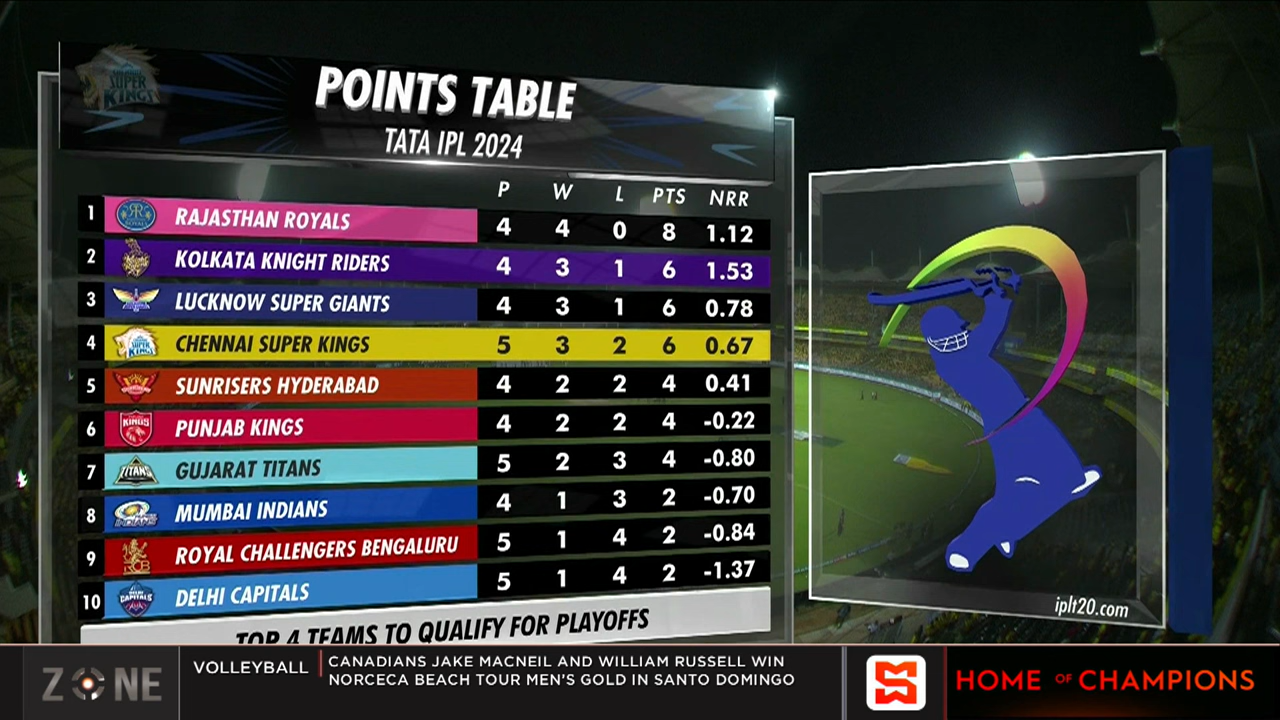 POINTS TABLE
TATA IPL 2024
P W L PTS NRR
1 RAJASTHAN ROYALS 4 4 0 8 1.12
2 KOLKATA KNIGHT RIDERS 4 3 1 6 1.53
3 LUCKNOW SUPER GIANTS 4 3 1 6 0.78
4 CHENNAI SUPER KINGS 5 3 2 6 0.67
5 SUNRISERS HYDERABAD 4 2 2 4 0.41
6 PUNJAB KINGS 4 2 2 4 -0.22
7 GUJARAT TITANS 5 2 3 4 -0.80
8 MUMBAI INDIANS 4 1 3 2 -0.70
9 ROYAL CHALLENGERS BENGALURU 5 1 4 2 -0.84
10 DELHI CAPITALS 5 1 4 2 -1.37
TOP 4 TEAMS TO QUALIFY FOR PLAYOFFS
iplt20.com
ZONE
VOLLEYBALL
CANADIANS JAKE MACNEIL AND WILLIAM RUSSELL WIN
NORCECA BEACH TOUR MEN'S GOLD IN SANTO DOMINGO
HOME OF CHAMPIONS